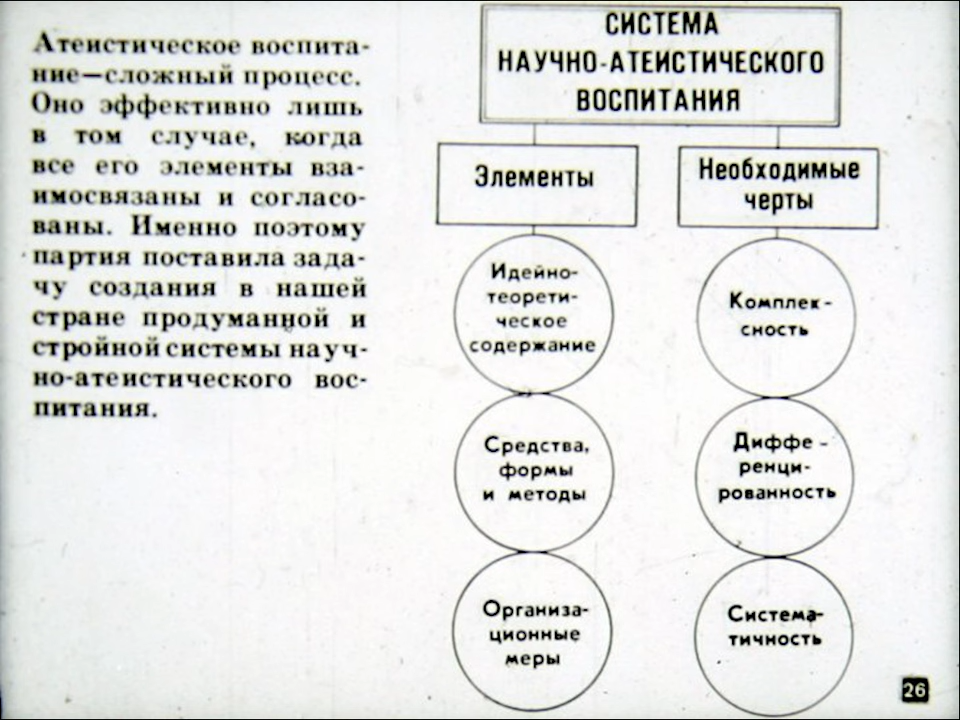 Атеистическое воспита-
ние—сложный процесс.
Оно эффективно лишь
в том случае, когда
все его элементы вза-
имосвязаны и согласо-
ваны. Именно поэтому
партия поставила зада-
чу создания в нашей
стране продуманной и
стройной системы науч-
но-атеистического вос-
питания.
СИСТЕМА
НАУЧНО-АТЕИСТИЧЕСКОГО
ВОСПИТАНИЯ
Элементы
Идейно-
теорети-
ческое
содержание
Средства,
формы
и методы
Организа-
ционные
меры
Необходимые
черты
Комплек-
сность
Диффе-
ренци-
рованность
Система-
тичность
26